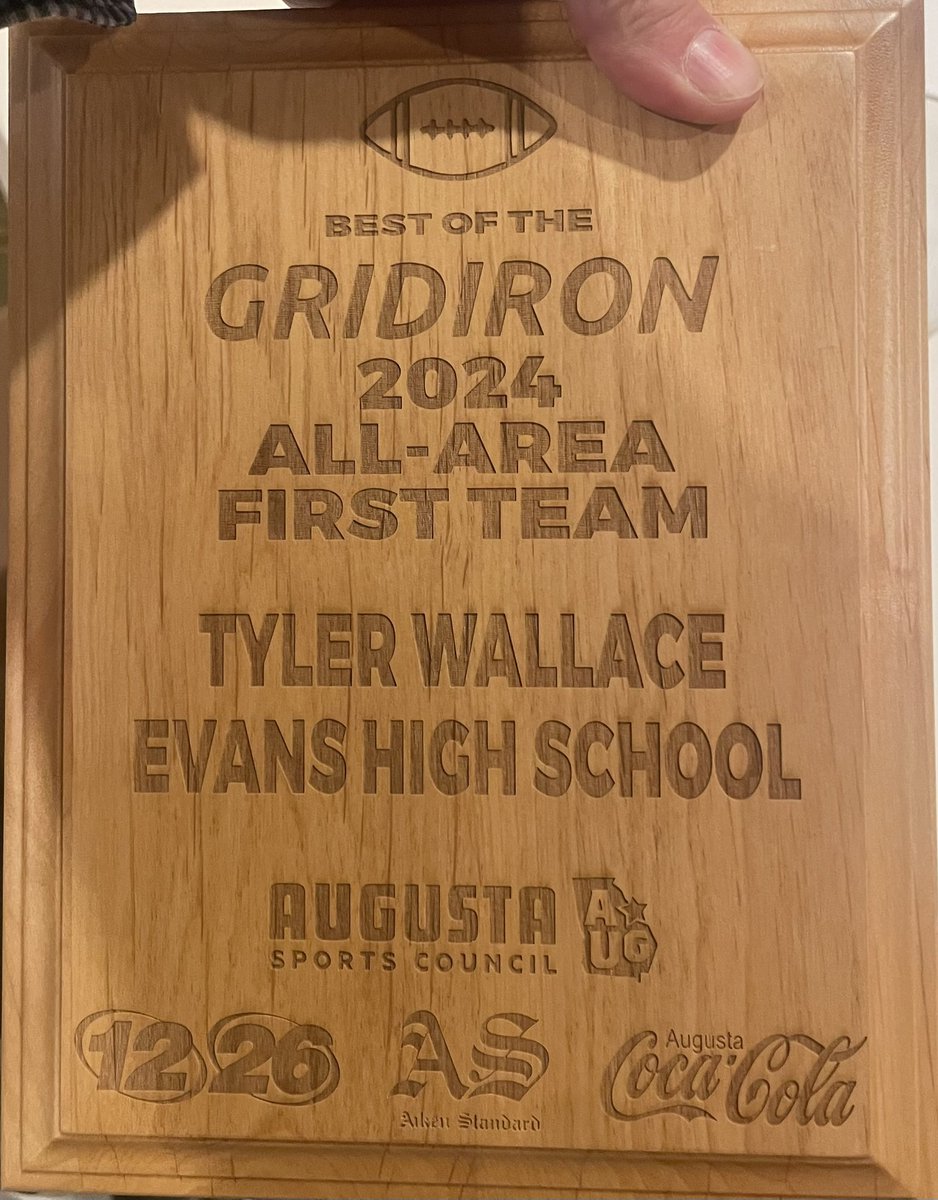 BEST OF THE
GRIDIRON
2024
ALL-AREA
FIRST TEAM
TYLER WALLACE
EVANS HIGH SCHOOL
AUGUSTA
SPORTS COUNCIL
A
UG
12 26
AS
Aiken Standard
Augusta
Coca-Cola